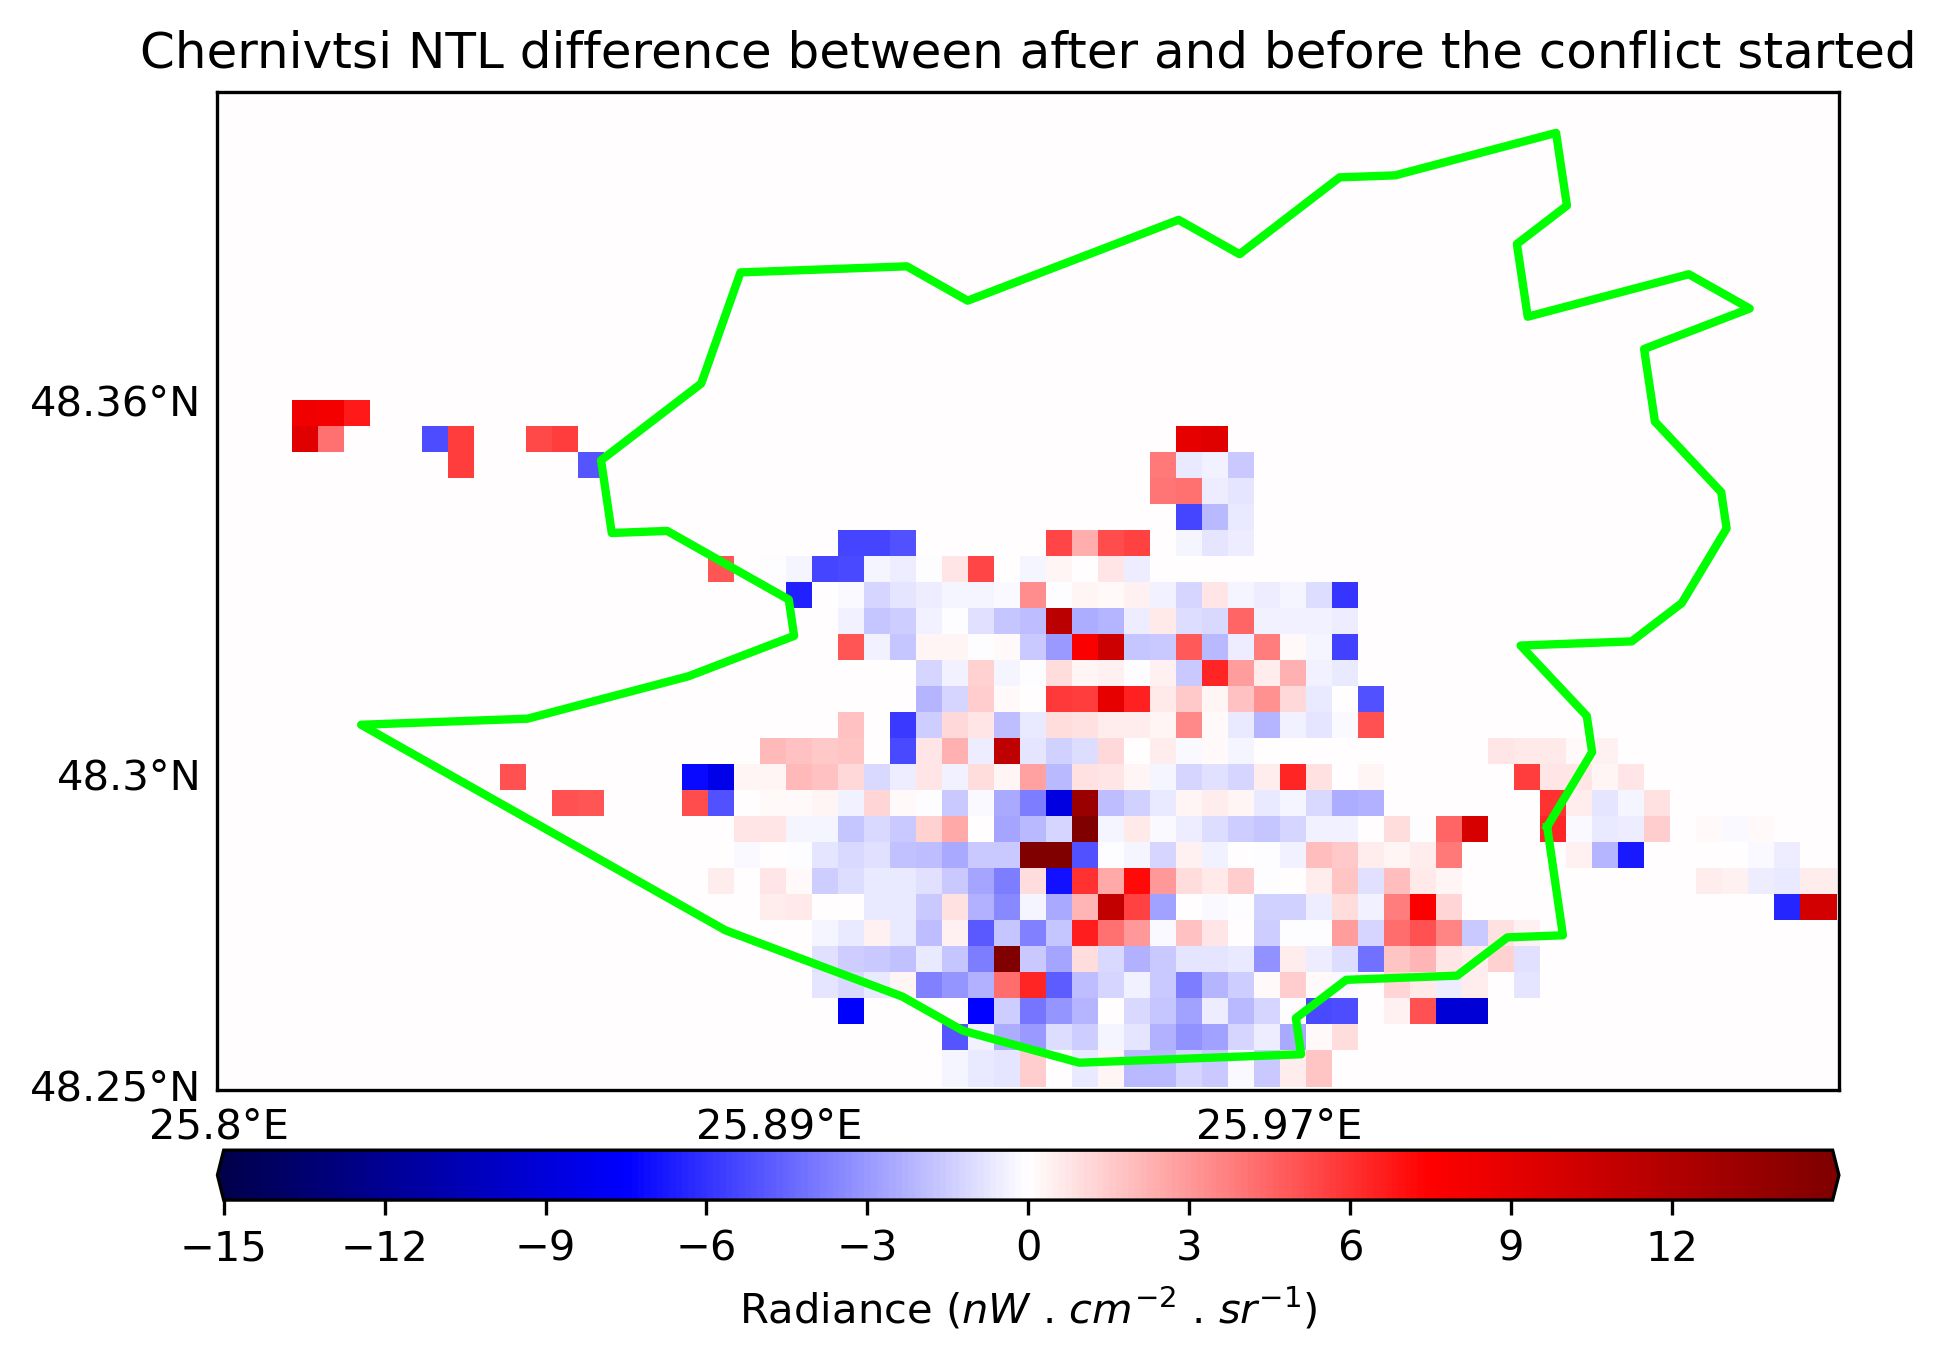 Chernivtsi NTL difference between after and before the conflict started
48.36°N
48.3°N
48.25°N
25.8°E 25.89°E 25.97°E
−15 −12 −9 −6 −3 0 3 6 9 12
Radiance (nW . cm⁻² . sr⁻¹)